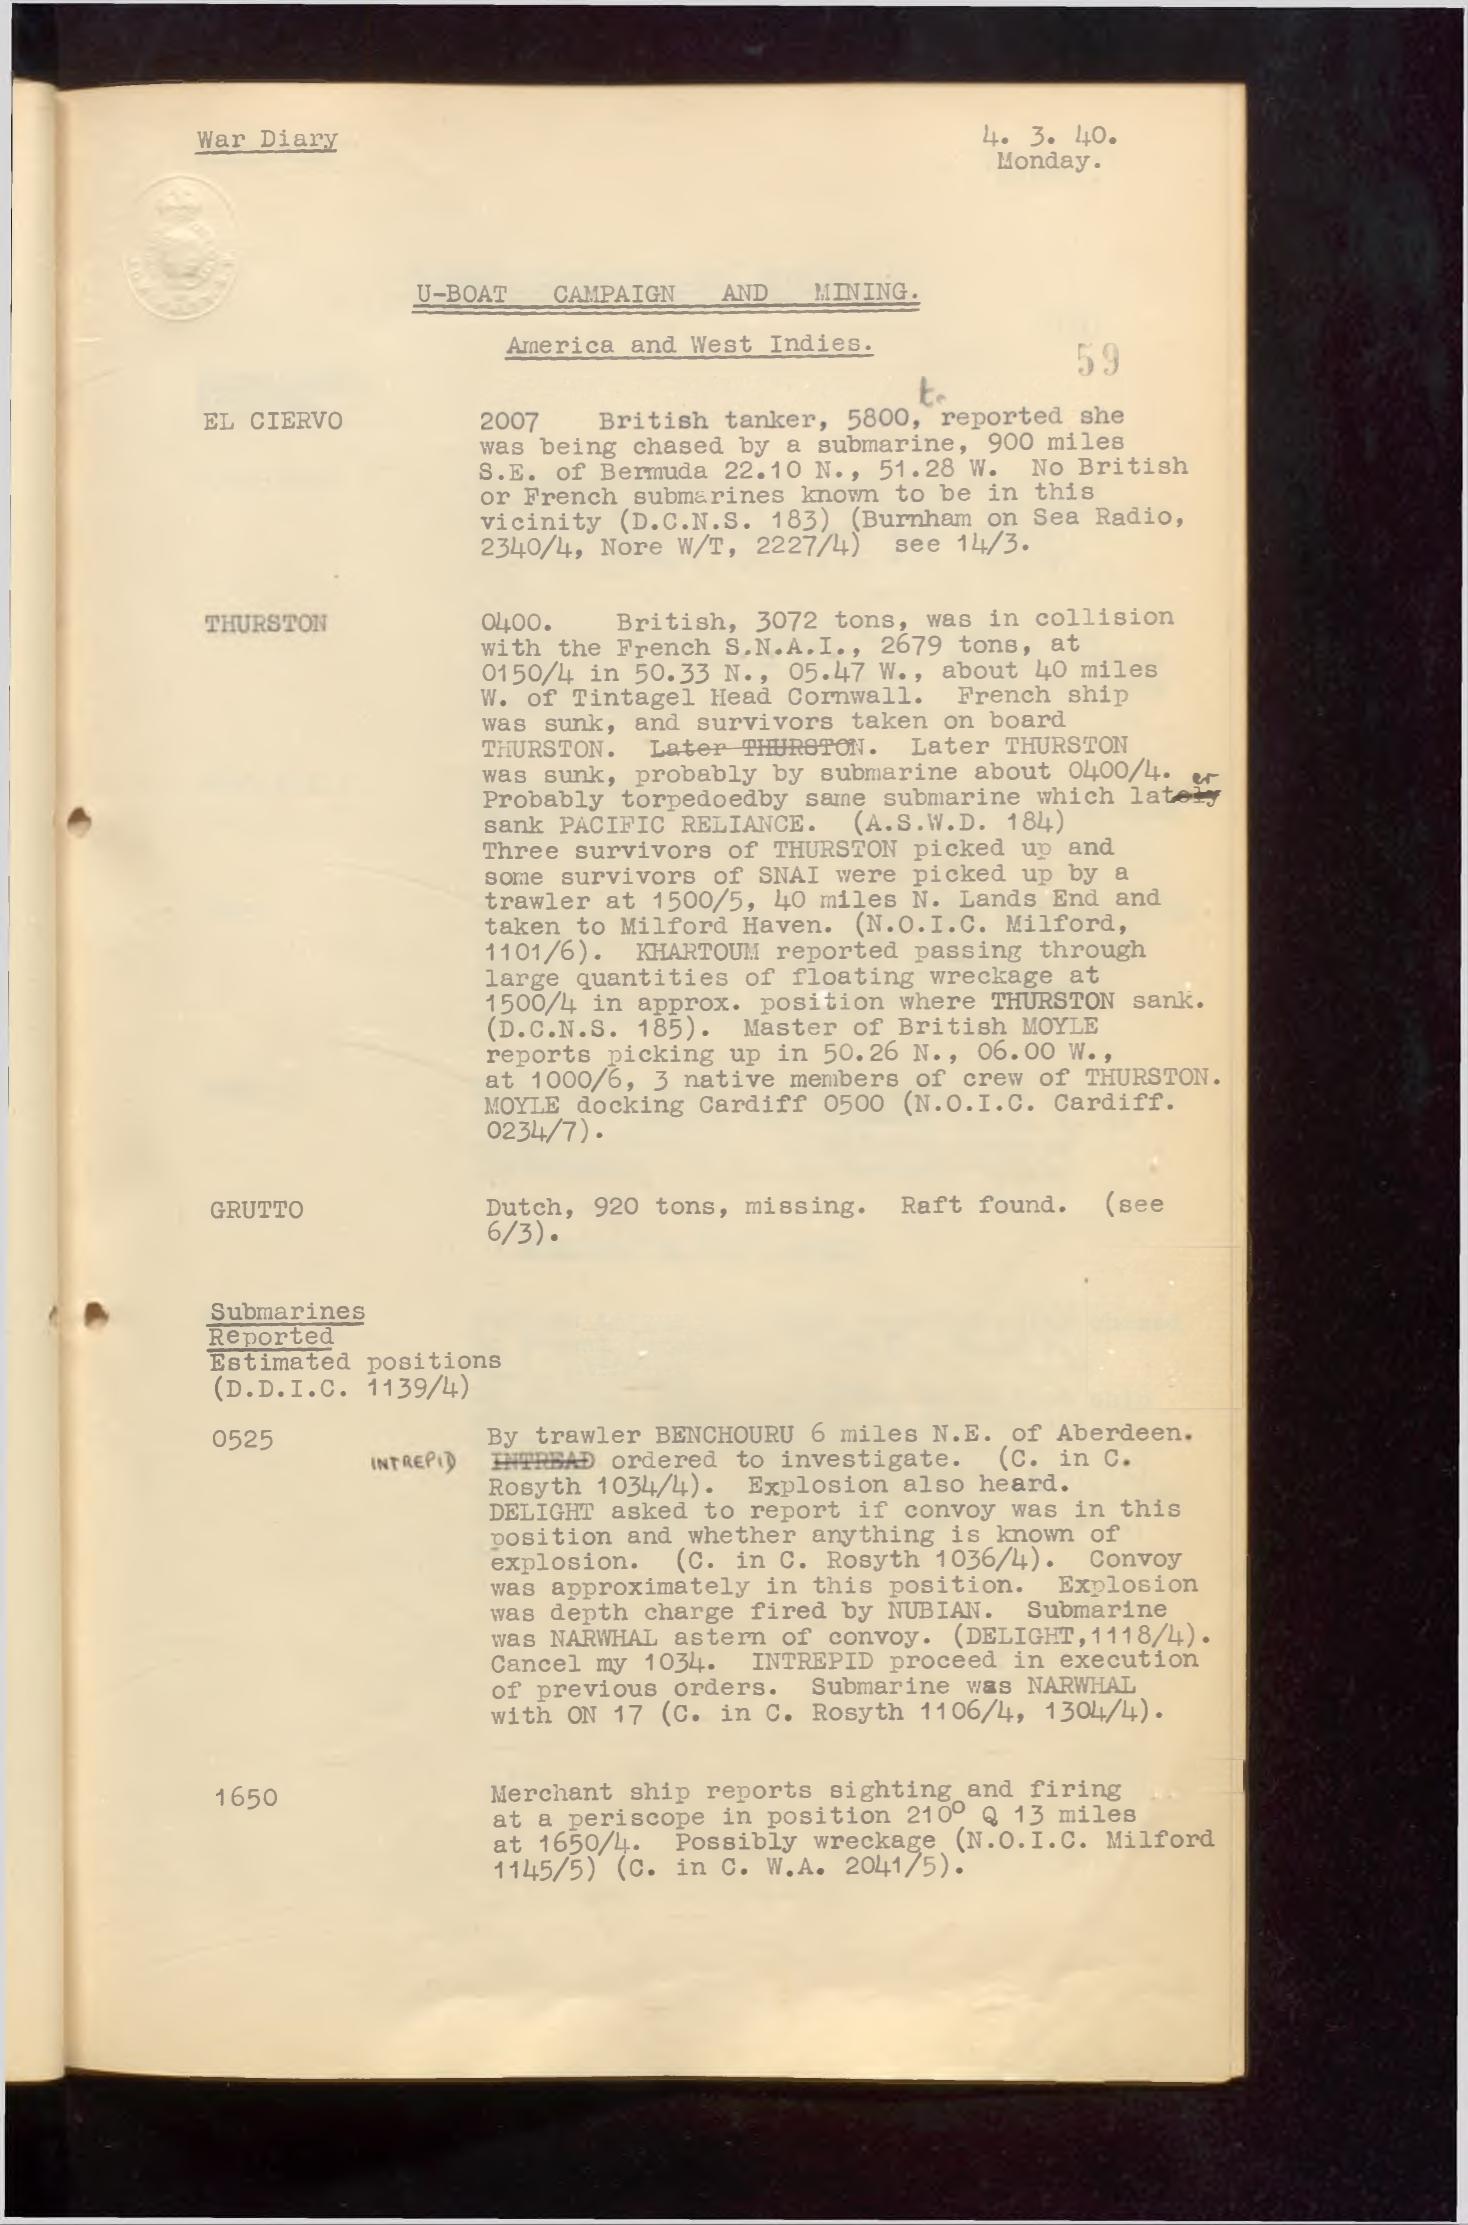 War Diary
4. 3. 40.
Monday.
U-BOAT CAMPAIGN AND MINING.
America and West Indies.
59
EL CIERVO
t.
2007 British tanker, 5800, reported she
was being chased by a submarine, 900 miles
S.E. of Bermuda 22.10 N., 51.28 W. No British
or French submarines known to be in this
vicinity (D.C.N.S. 183) (Burnham on Sea Radio,
2340/4, Nore W/T, 2227/4) see 14/3.
THURSTON
0400. British, 3072 tons, was in collision
with the French S.N.A.I., 2679 tons, at
0150/4 in 50.33 N., 05.47 W., about 40 miles
W. of Tintagel Head Cornwall. French ship
was sunk, and survivors taken on board
THURSTON. Later THURSTON. Later THURSTON
was sunk, probably by submarine about 0400/4.
er
Probably torpedoedby same submarine which lately
sank PACIFIC RELIANCE. (A.S.W.D. 184)
Three survivors of THURSTON picked up and
some survivors of SNAI were picked up by a
trawler at 1500/5, 40 miles N. Lands End and
taken to Milford Haven. (N.O.I.C. Milford,
1101/6). KHARTOUM reported passing through
large quantities of floating wreckage at
1500/4 in approx. position where THURSTON sank.
(D.C.N.S. 185). Master of British MOYLE
reports picking up in 50.26 N., 06.00 W.,
at 1000/6, 3 native members of crew of THURSTON.
MOYLE docking Cardiff 0500 (N.O.I.C. Cardiff.
0234/7).
GRUTTO
Dutch, 920 tons, missing. Raft found. (see
6/3).
Submarines
Reported
Estimated positions
(D.D.I.C. 1139/4)
0525
By trawler BENCHOURU 6 miles N.E. of Aberdeen.
INTREPID INTREAD ordered to investigate. (C. in C.
Rosyth 1034/4). Explosion also heard.
DELIGHT asked to report if convoy was in this
position and whether anything is known of
explosion. (C. in C. Rosyth 1036/4). Convoy
was approximately in this position. Explosion
was depth charge fired by NUBIAN. Submarine
was NARWHAL astern of convoy. (DELIGHT,1118/4).
Cancel my 1034. INTREPID proceed in execution
of previous orders. Submarine was NARWHAL
with ON 17 (C. in C. Rosyth 1106/4, 1304/4).
1650
Merchant ship reports sighting and firing
at a periscope in position 210° Q 13 miles
at 1650/4. Possibly wreckage (N.O.I.C. Milford
1145/5) (C. in C. W.A. 2041/5).